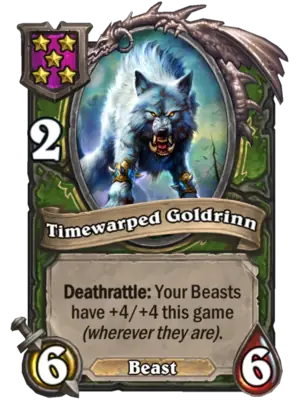 2
Timewarped Goldrinn
Deathrattle: Your Beasts
have +4/+4 this game
(wherever they are).
6
Beast
6